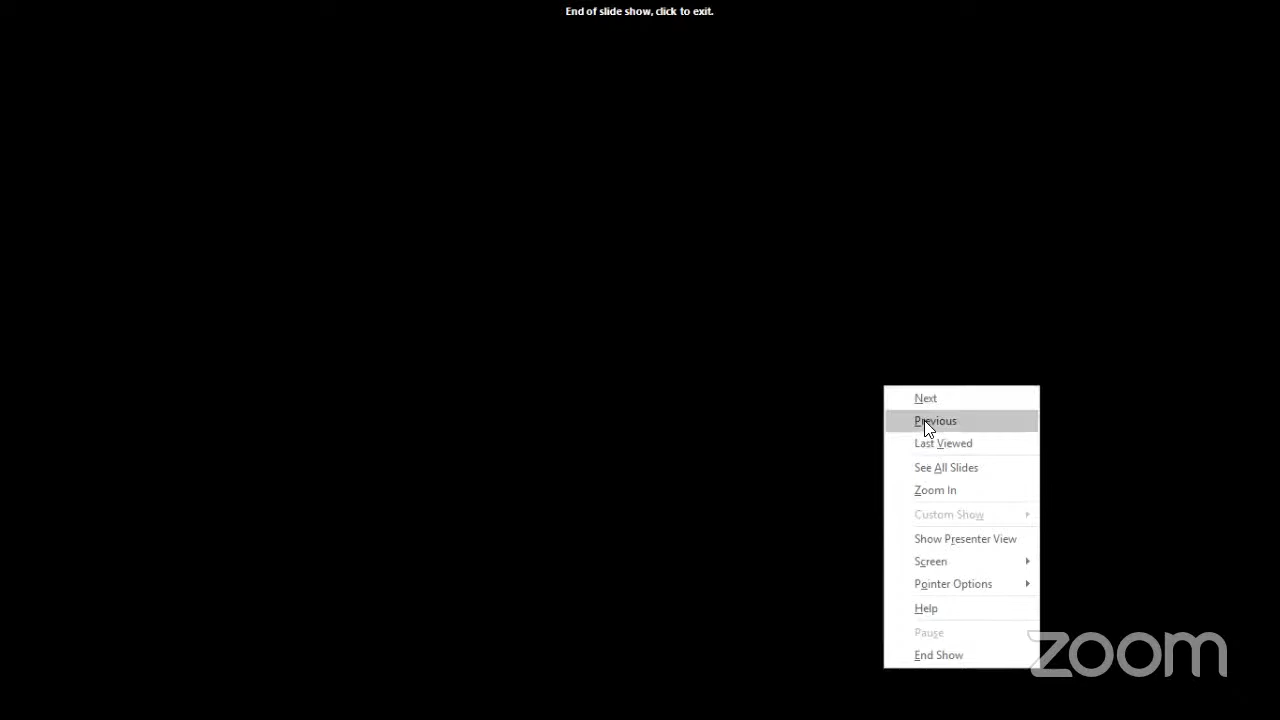 End of slide show, click to exit.
Next
Previous
Last Viewed
See All Slides
Zoom In
Custom Show
Show Presenter View
Screen
Pointer Options
Help
Pause
End Show
zoom